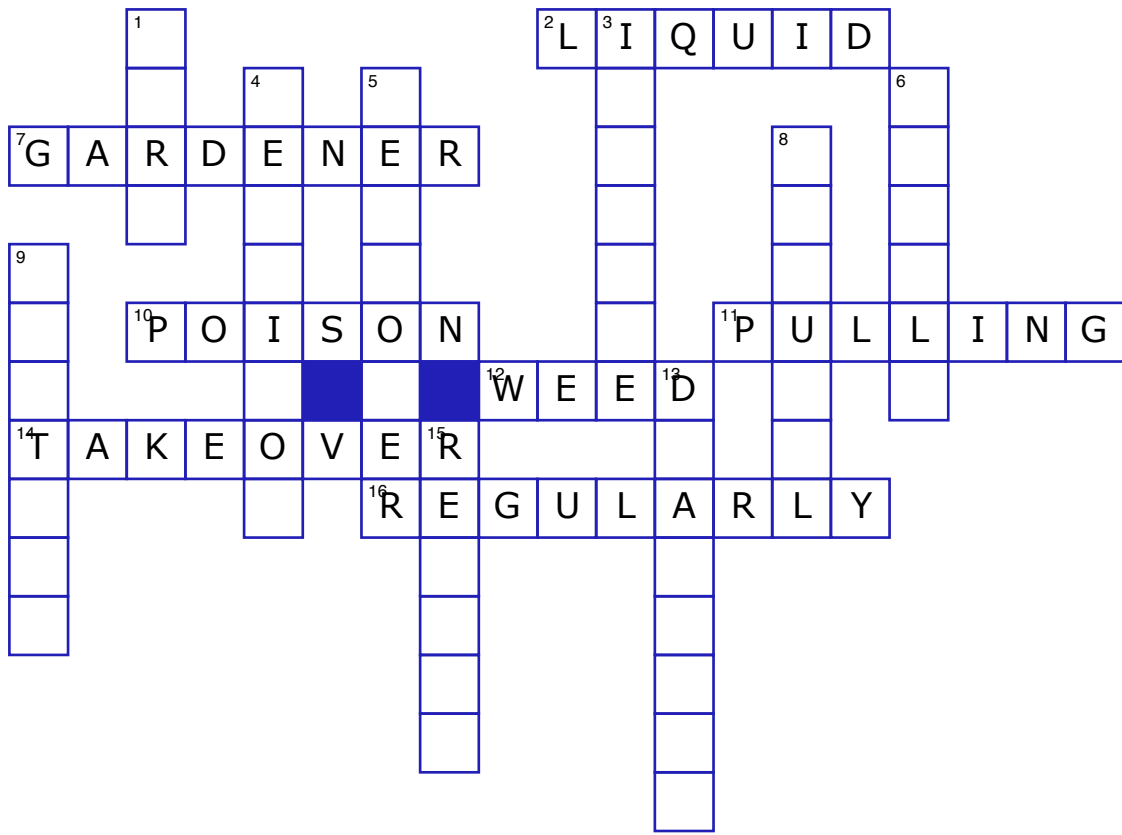 1 2 L 3 I Q U I D
4 5 6
7 G A R D E N E R 8
9
10 P O I S O N 11 P U L L I N G
12 W E E 13 D
14 T A K E O V E 15 R
16 R E G U L A R L Y